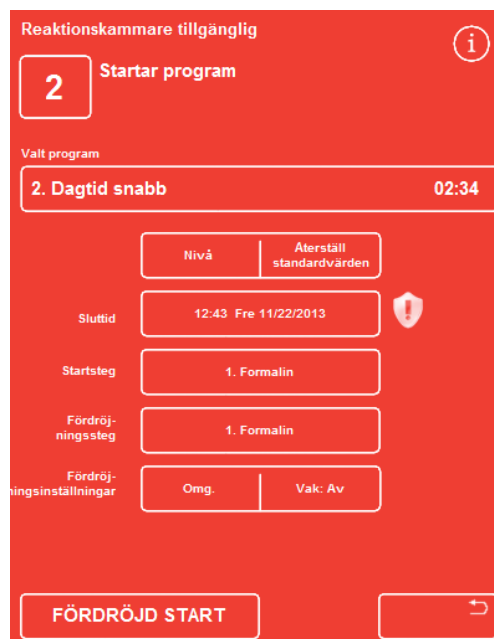 Reaktionskammare tillgänglig
i
2
Startar program
Valt program
2. Dagtid snabb 02:34
Nivå
Återställ
standardvärden
Sluttid
12:43 Fre 11/22/2013
!
Startsteg
1. Formalin
Fördröj-
ningssteg
1. Formalin
Fördröj-
ningsinställningar
Omg.
Vak: Av
FÖRDRÖJD START